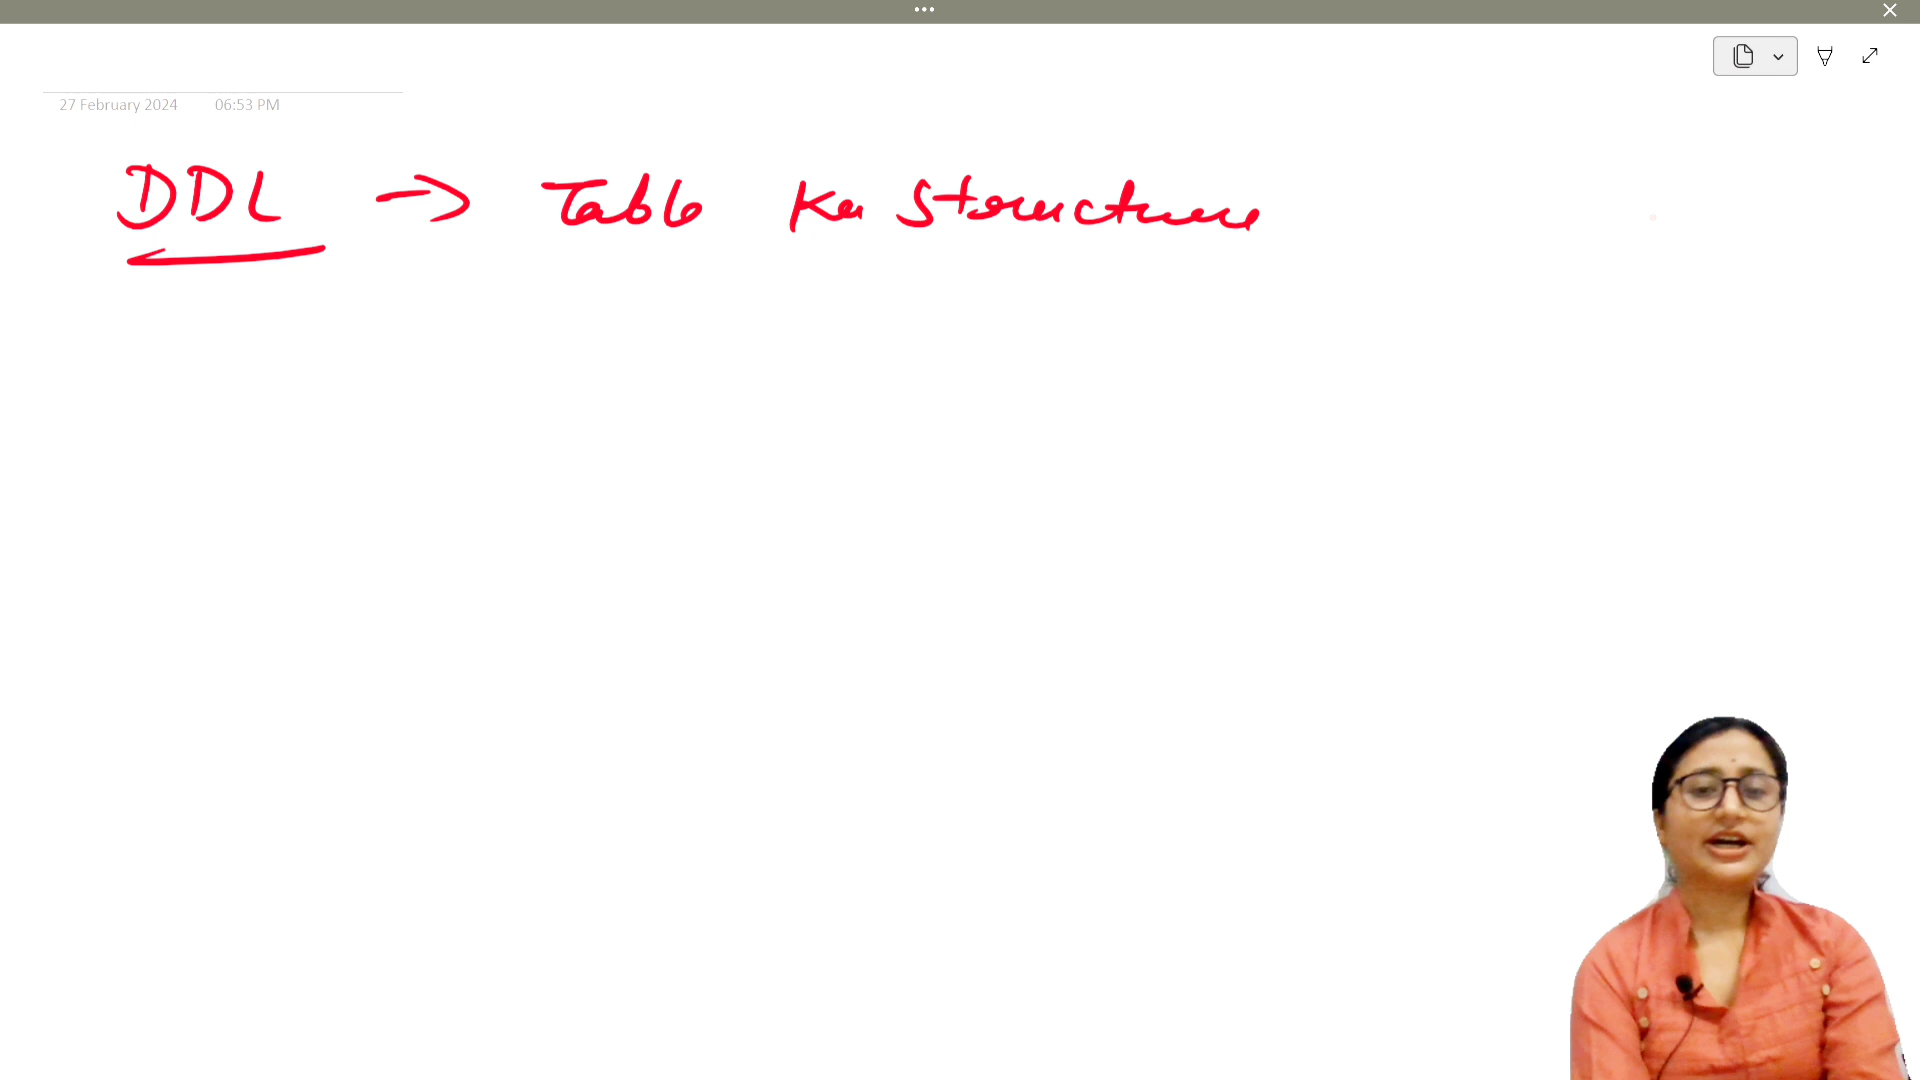 27 February 2024 06:53 PM
DDL → Table Ka Structure